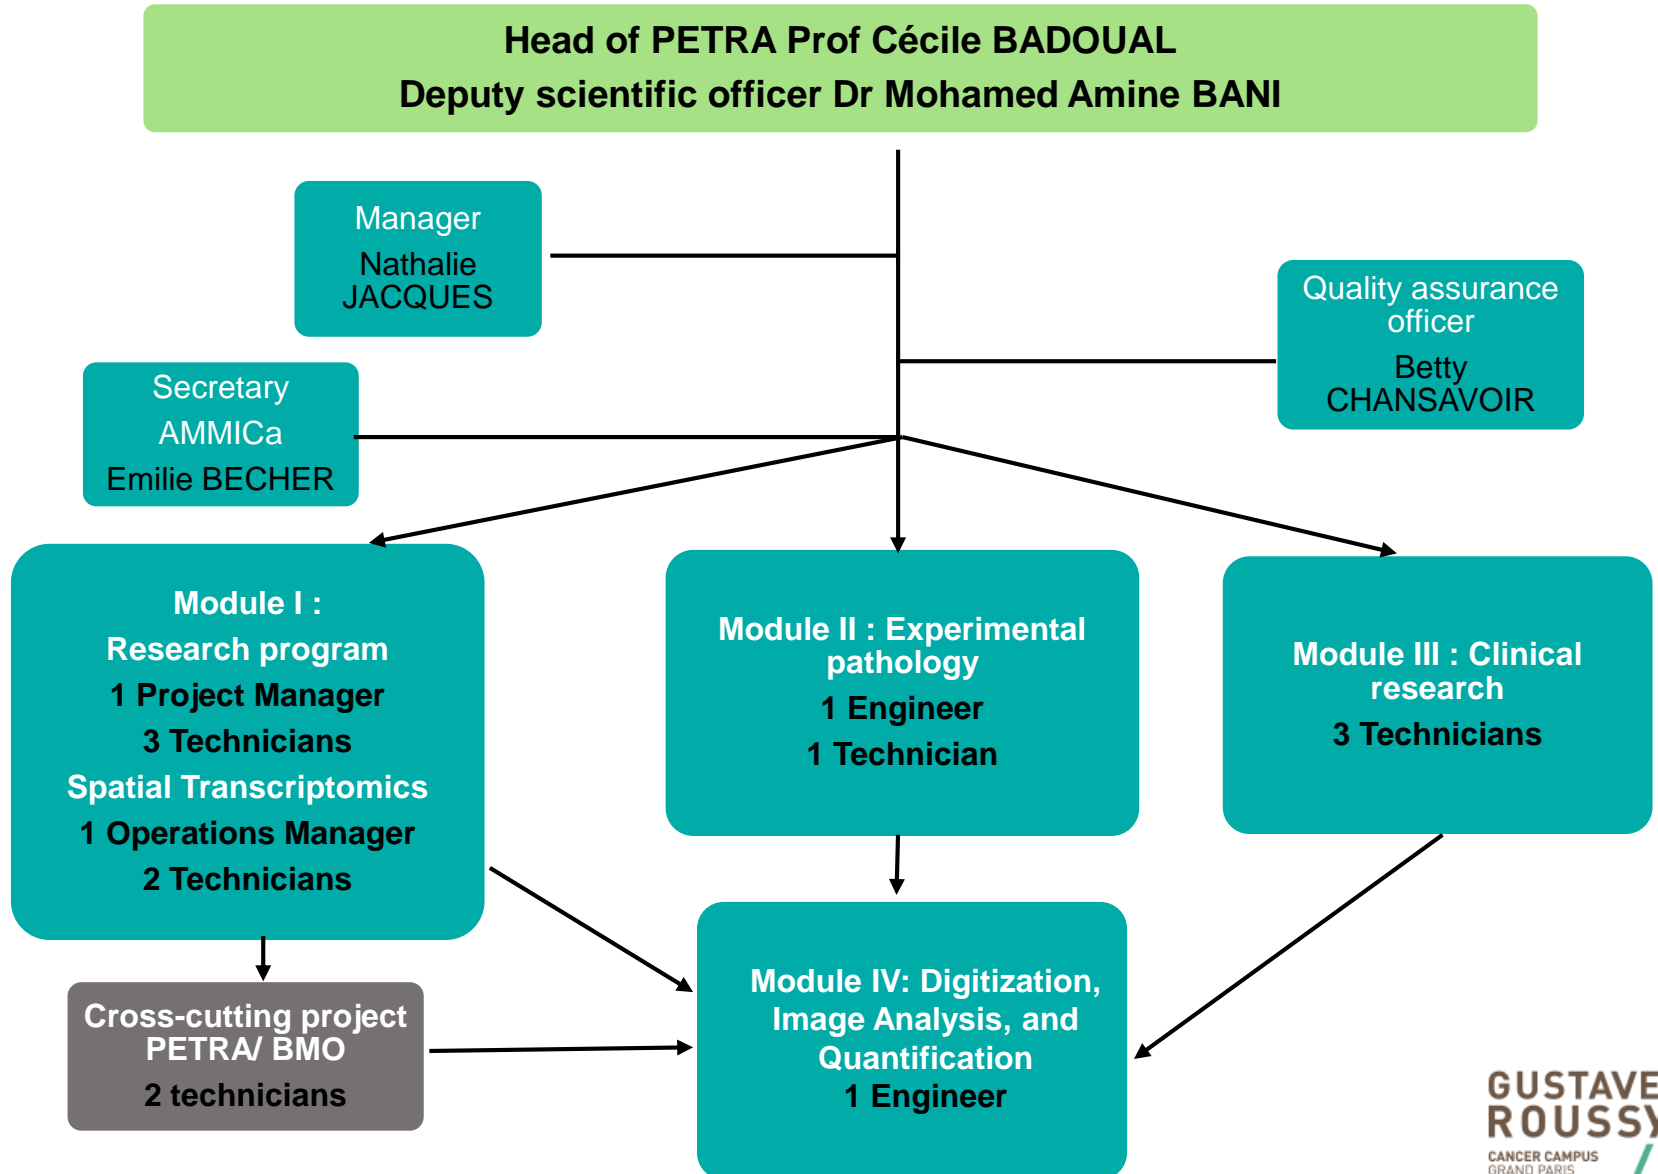 Head of PETRA Prof Cécile BADOUAL
Deputy scientific officer Dr Mohamed Amine BANI
Manager
Nathalie
JACQUES
Quality assurance
officer
Betty
CHANSAVOIR
Secretary
AMMICa
Emilie BECHER
Module I :
Research program
1 Project Manager
3 Technicians
Spatial Transcriptomics
1 Operations Manager
2 Technicians
Module II : Experimental
pathology
1 Engineer
1 Technician
Module III : Clinical
research
3 Technicians
Cross-cutting project
PETRA/ BMO
2 technicians
Module IV: Digitization,
Image Analysis, and
Quantification
1 Engineer
GUSTAVE
ROUSSY
CANCER CAMPUS
GRAND PARIS